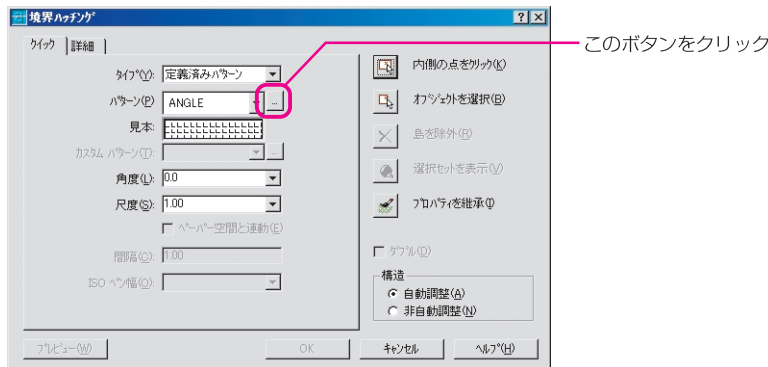 境界ハッチング
クイック
詳細
このボタンをクリック
タイプ(Y):
定義済みパターン
パターン(P)
ANGLE
...
見本:
カスタム パターン(T):
...
角度(L):
0.0
尺度(S):
1.00
ペーパー空間と連動(E)
間隔(C):
1.00
ISO ペン幅(O):
内側の点をクリック(K)
オブジェクトを選択(B)
島を除外(R)
選択セットを表示(V)
プロパティを継承(I)
ダブル(D)
構造
自動調整(A)
非自動調整(N)
プレビュー(W)
OK
キャンセル
ヘルプ(H)